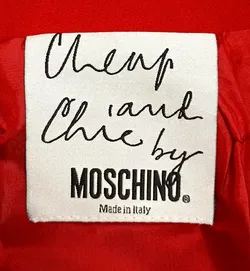 Cheap
and
Chic by
MOSCHINO®
Made in Italy